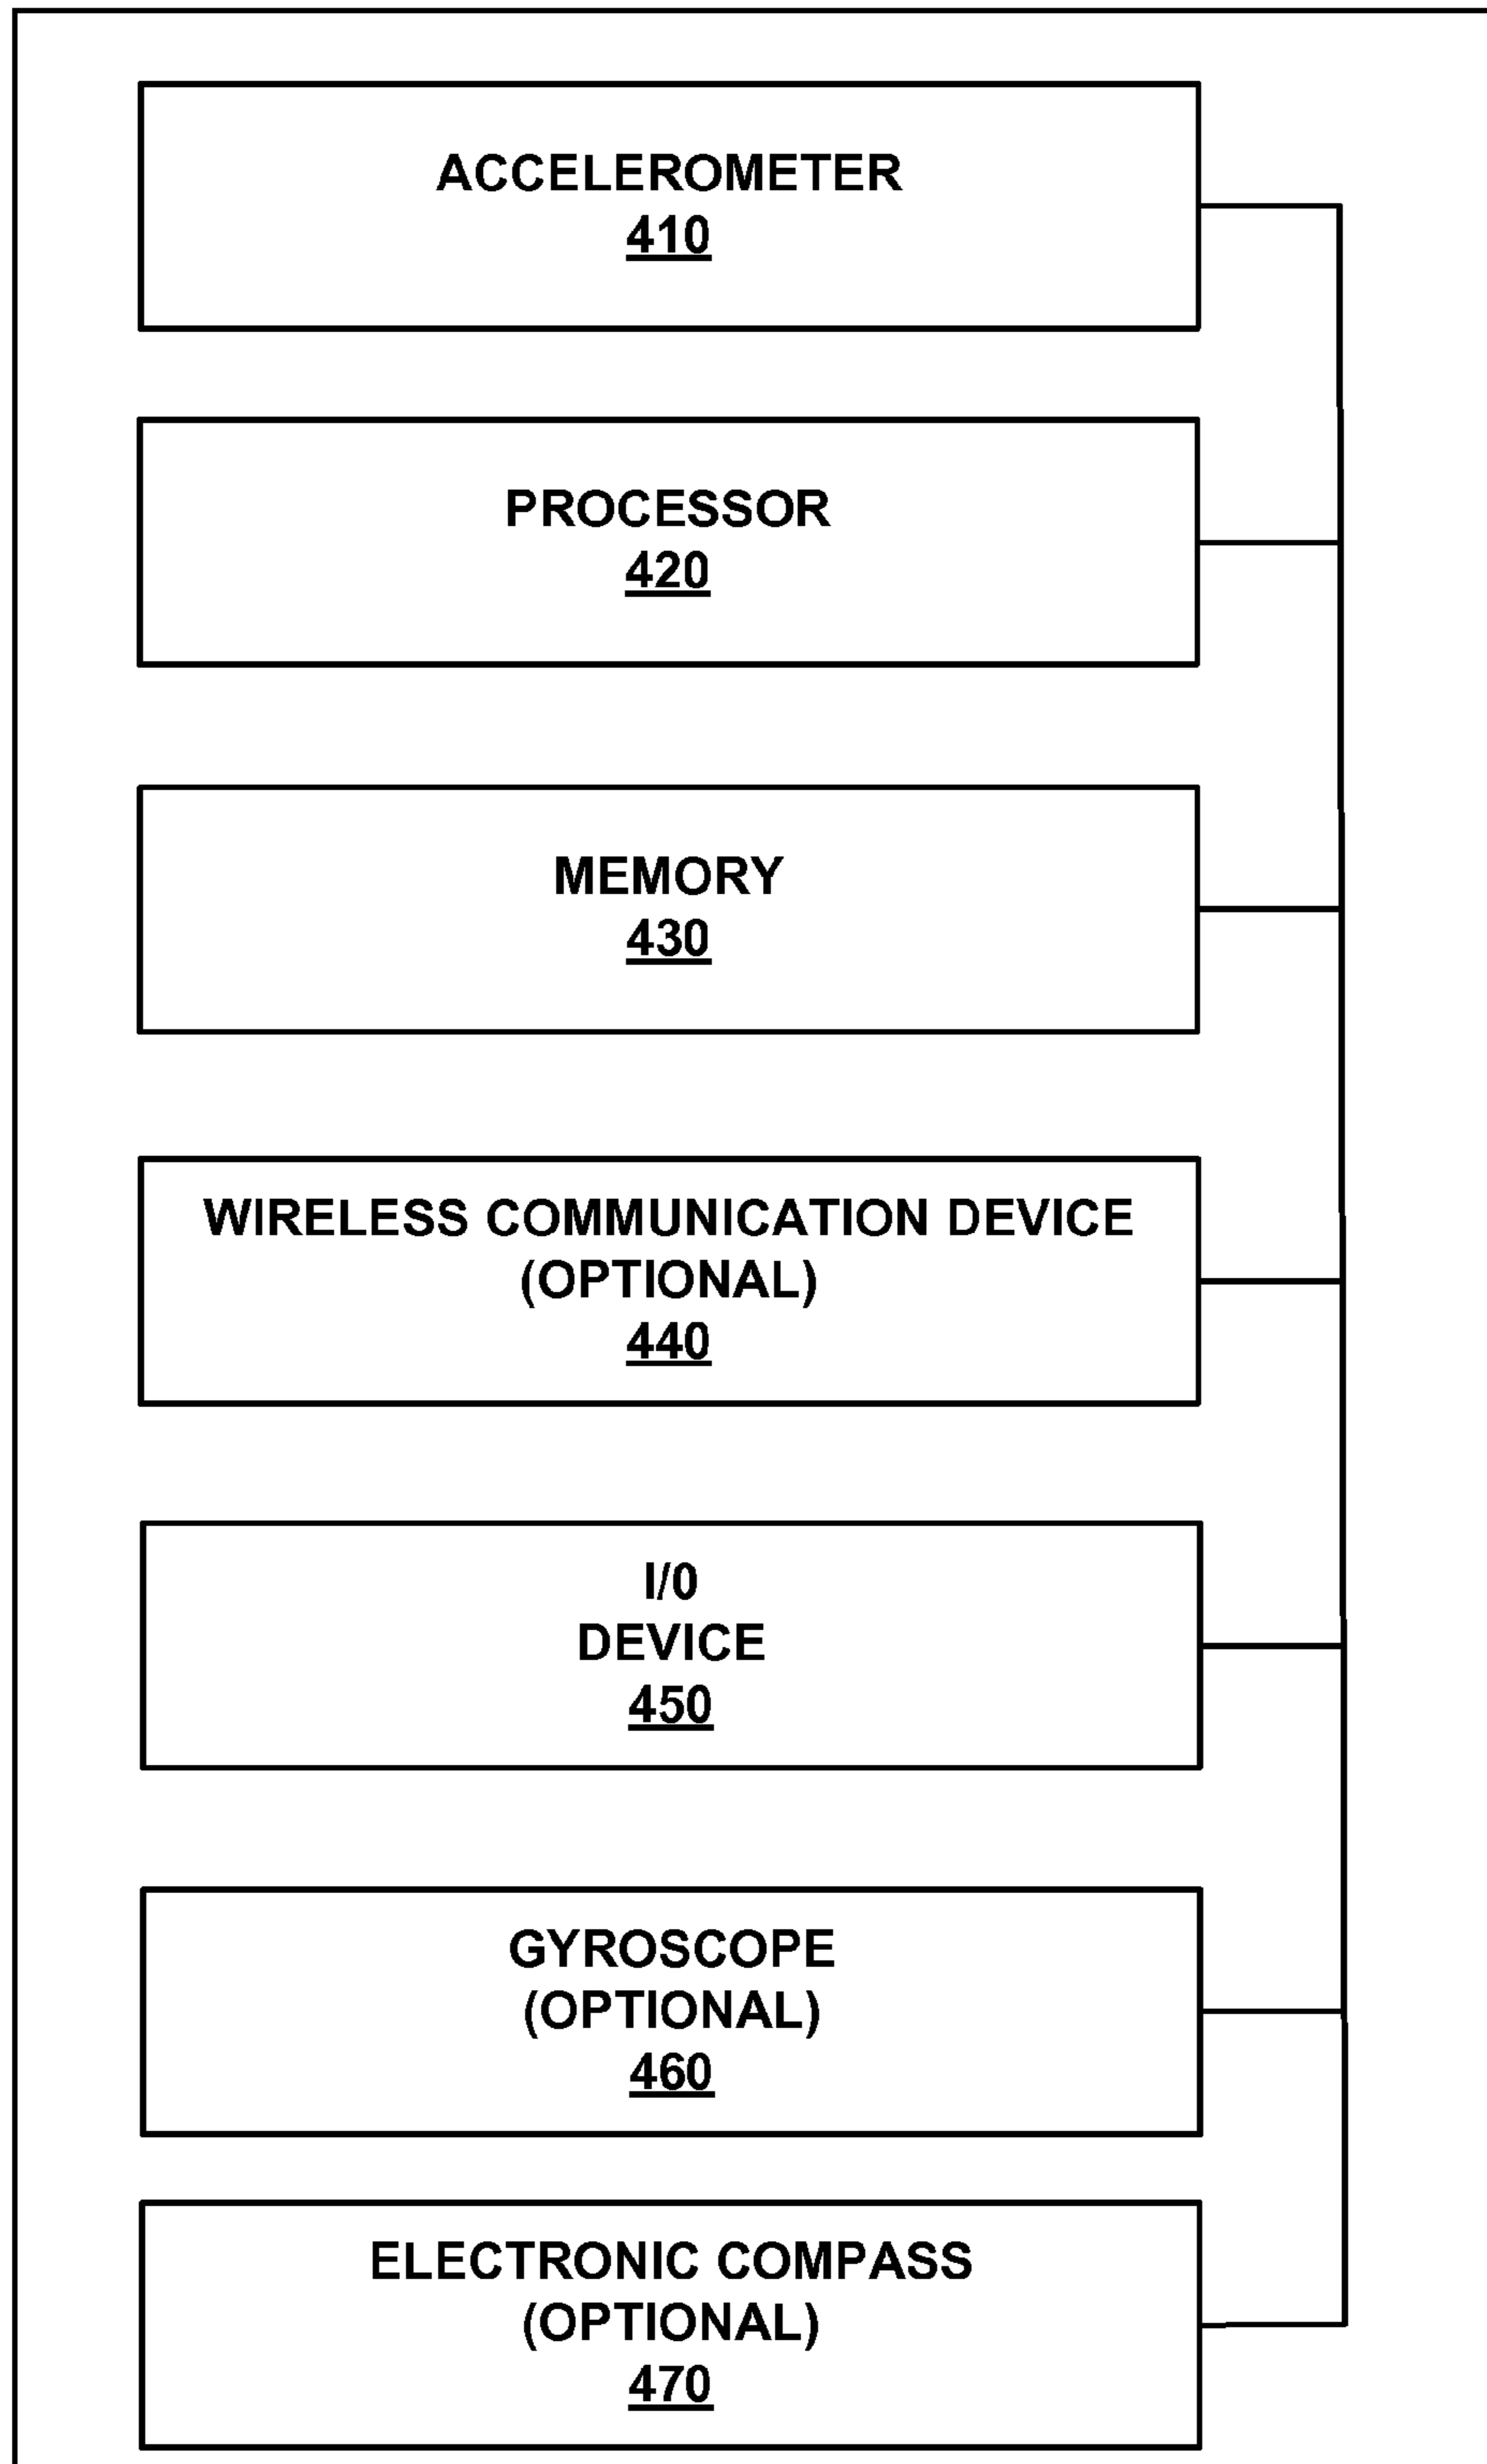 ACCELEROMETER
410
PROCESSOR
420
MEMORY
430
WIRELESS COMMUNICATION DEVICE
(OPTIONAL)
440
I/0
DEVICE
450
GYROSCOPE
(OPTIONAL)
460
ELECTRONIC COMPASS
(OPTIONAL)
470